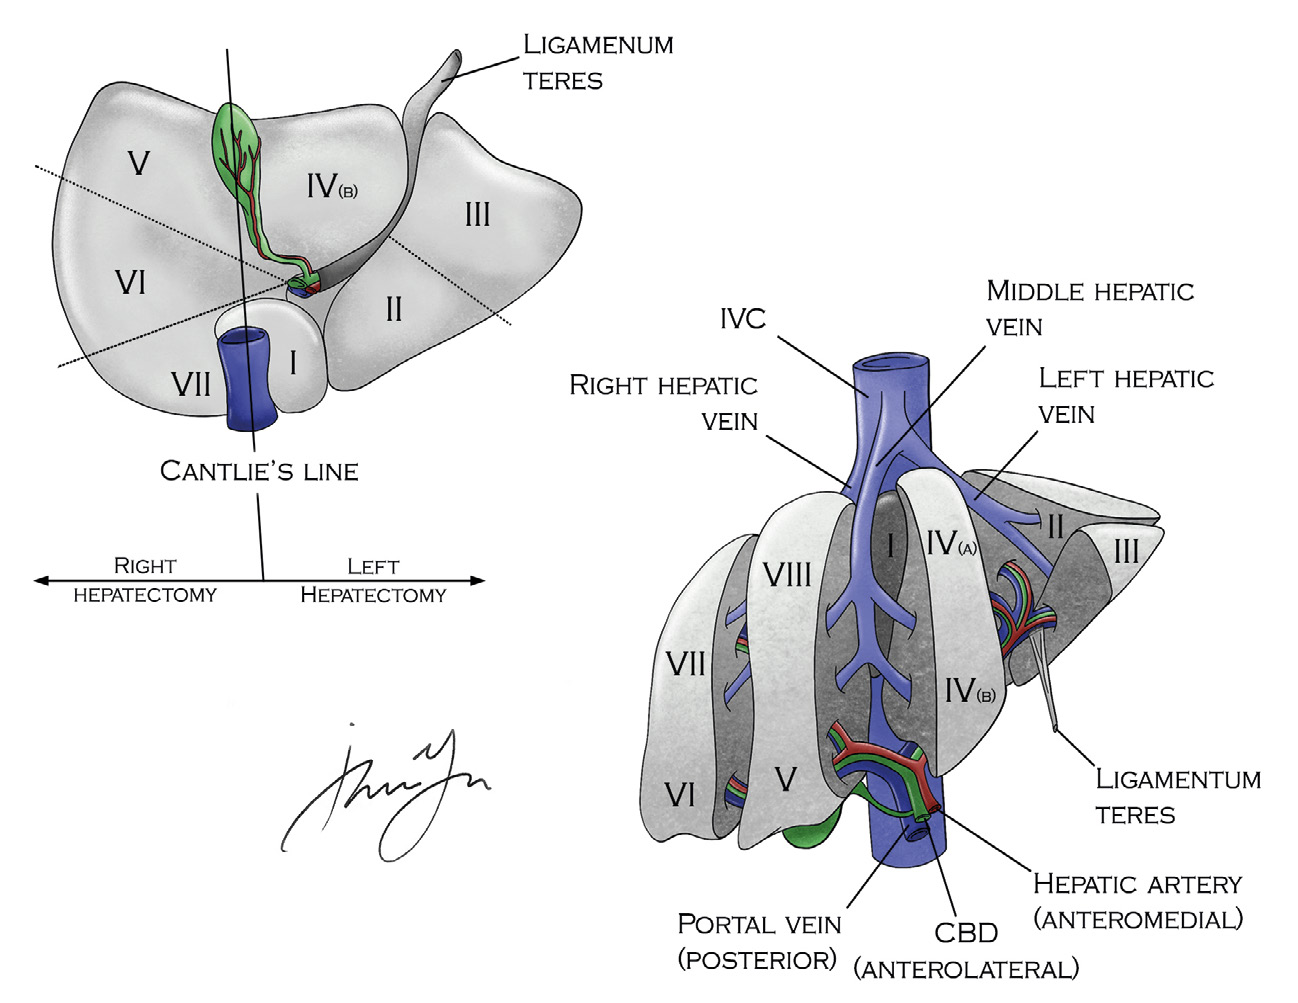 LIGAMENUM
TERES
V
IV(B)
III
VI
II
I
VII
CANTLIE'S LINE
RIGHT
HEPATECTOMY
LEFT
HEPATECTOMY
IVC
MIDDLE HEPATIC
VEIN
RIGHT HEPATIC
VEIN
LEFT HEPATIC
VEIN
I
IV(A)
II
III
VIII
VII
IV(B)
VI
V
LIGAMENTUM
TERES
HEPATIC ARTERY
(ANTEROMEDIAL)
PORTAL VEIN
(POSTERIOR)
CBD
(ANTEROLATERAL)